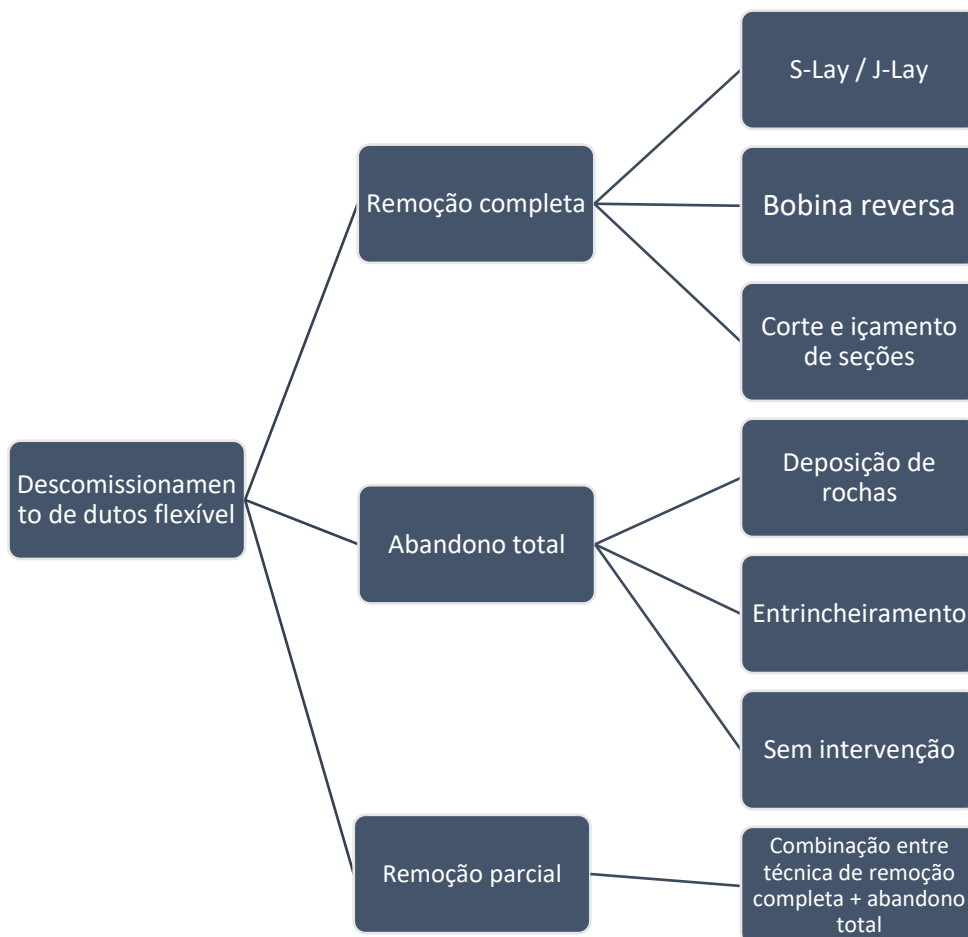 S-Lay / J-Lay
Remoção completa
Bobina reversa
Corte e içamento
de seções
Descomissionamen
to de dutos flexível
Deposição de
rochas
Abandono total
Entrincheiramento
Sem intervenção
Remoção parcial
Combinação entre
técnica de remoção
completa + abandono
total